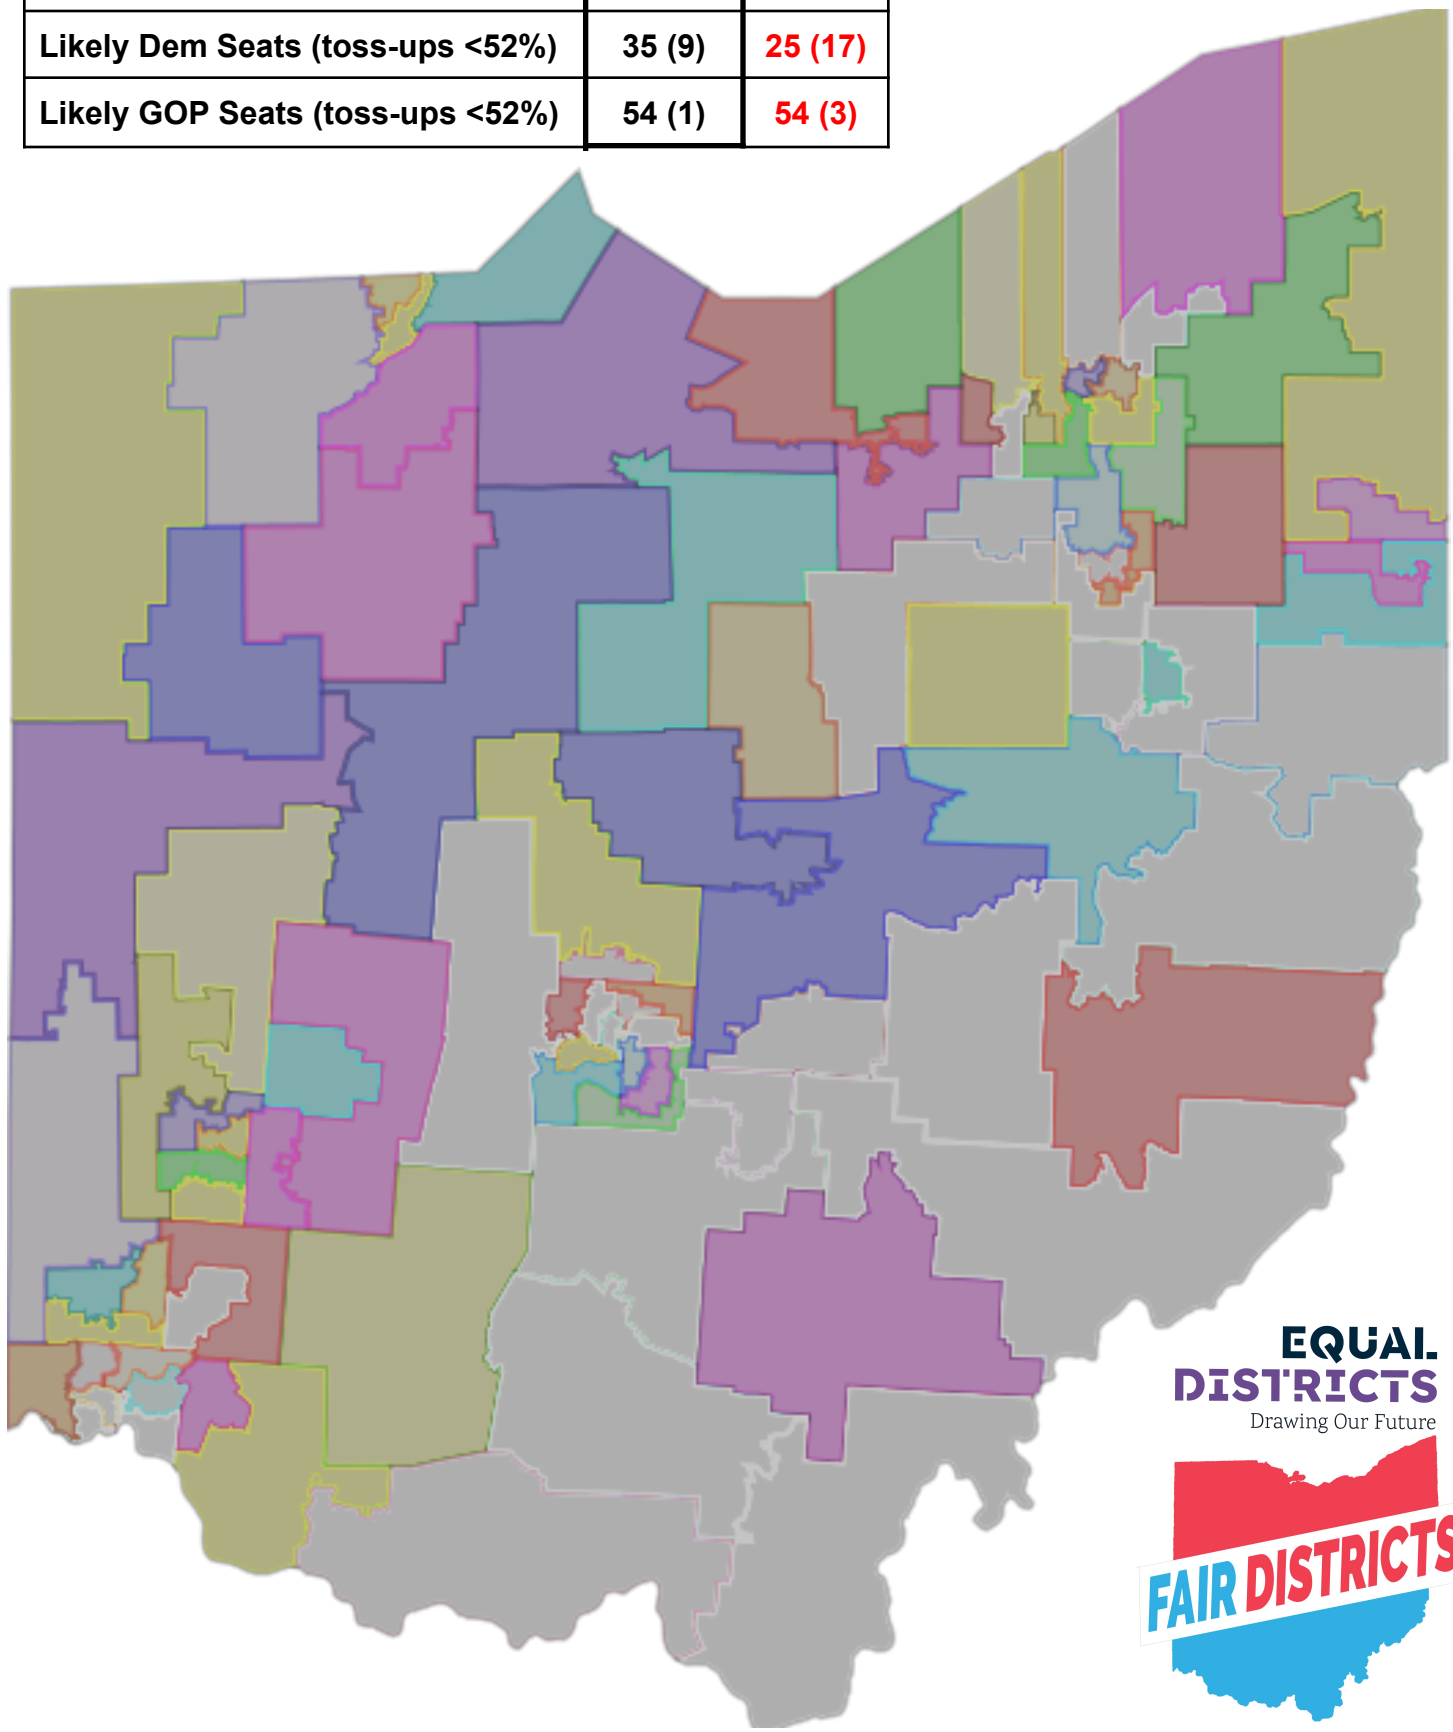 Likely Dem Seats (toss-ups <52%) 35 (9) 25 (17)
Likely GOP Seats (toss-ups <52%) 54 (1) 54 (3)
EQUAL
DISTRICTS
Drawing Our Future
FAIR DISTRICTS